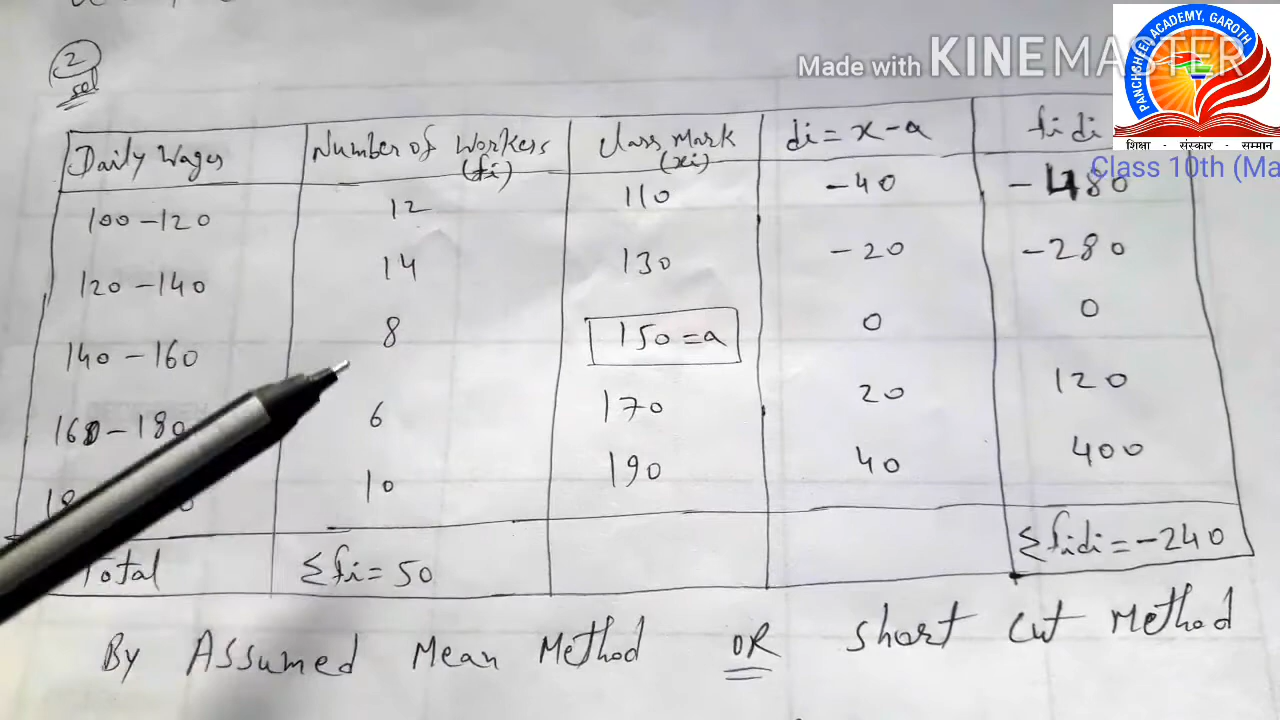 Made with KINEMASTER
PANCHSHEEL ACADEMY, GAROTH
शिक्षा - संस्कार - सम्मान
Class 10th (Ma
2
sol
Daily Wages | Number of Workers (fi) | Class Mark (xi) | di = x - a | fidi
100 - 120 | 12 | 110 | -40 | -480
120 - 140 | 14 | 130 | -20 | -280
140 - 160 | 8 | 150 = a | 0 | 0
160 - 180 | 6 | 170 | 20 | 120
10 | 190 | 40 | 400
Total | Σfi = 50 | Σfidi = -240
By Assumed Mean Method OR Short Cut Method